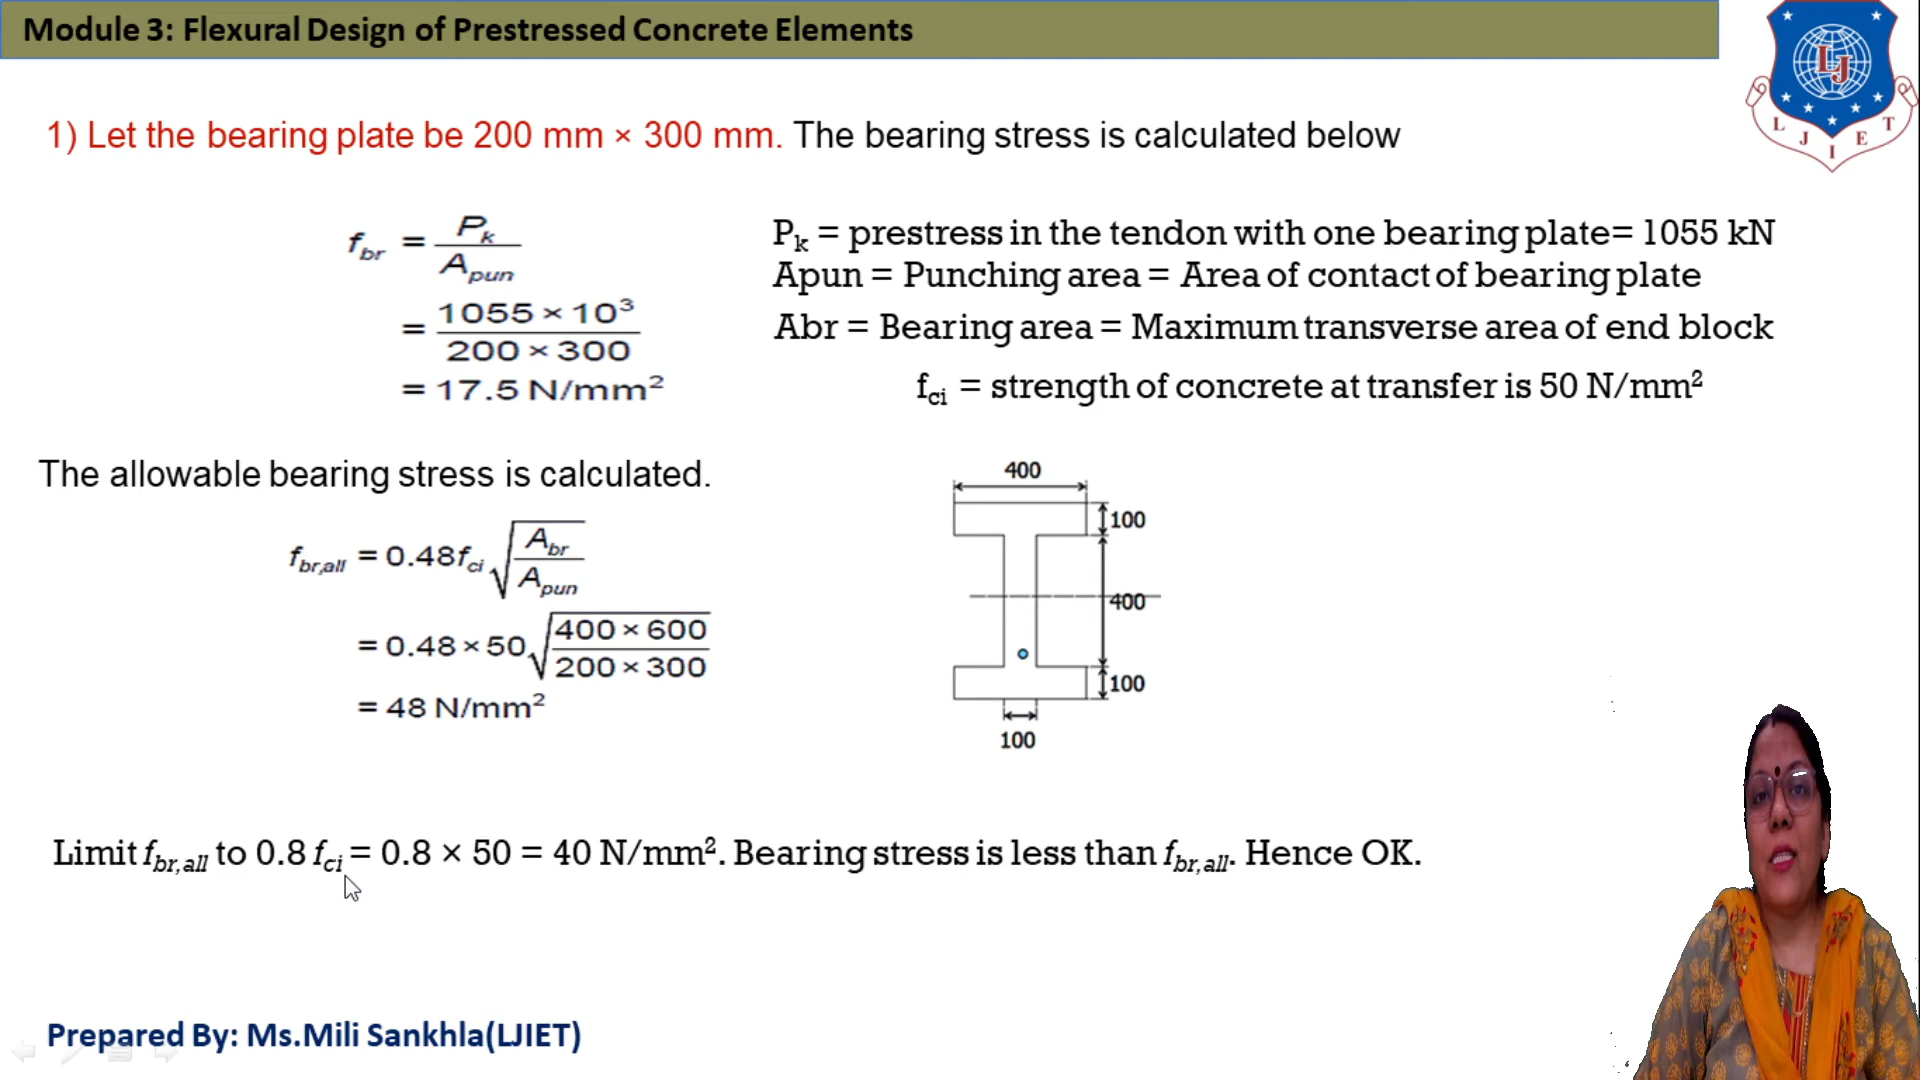 Module 3: Flexural Design of Prestressed Concrete Elements
LJ
L J I E T
1) Let the bearing plate be 200 mm × 300 mm. The bearing stress is calculated below
f_br = P_k / A_pun
= 1055 × 10³ / 200 × 300
= 17.5 N/mm²
P_k = prestress in the tendon with one bearing plate= 1055 kN
Apun = Punching area = Area of contact of bearing plate
Abr = Bearing area = Maximum transverse area of end block
f_ci = strength of concrete at transfer is 50 N/mm²
The allowable bearing stress is calculated.
f_br,all = 0.48f_ci √(A_br / A_pun)
= 0.48 × 50 √(400 × 600 / 200 × 300)
= 48 N/mm²
400
100
400
100
100
Limit f_br,all to 0.8 f_ci = 0.8 × 50 = 40 N/mm². Bearing stress is less than f_br,all. Hence OK.
Prepared By: Ms.Mili Sankhla(LJIET)